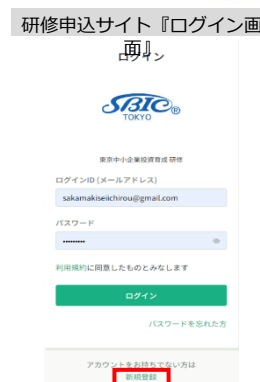 研修申込サイト『ログイン画
面』
ログイン
SBIC®
TOKYO
東京中小企業投資育成 研修
ログインID (メールアドレス)
sakamakiseiichirou@gmail.com
パスワード
••••••••
利用規約に同意したものとみなします
ログイン
パスワードを忘れた方
アカウントをお持ちでない方は
新規登録